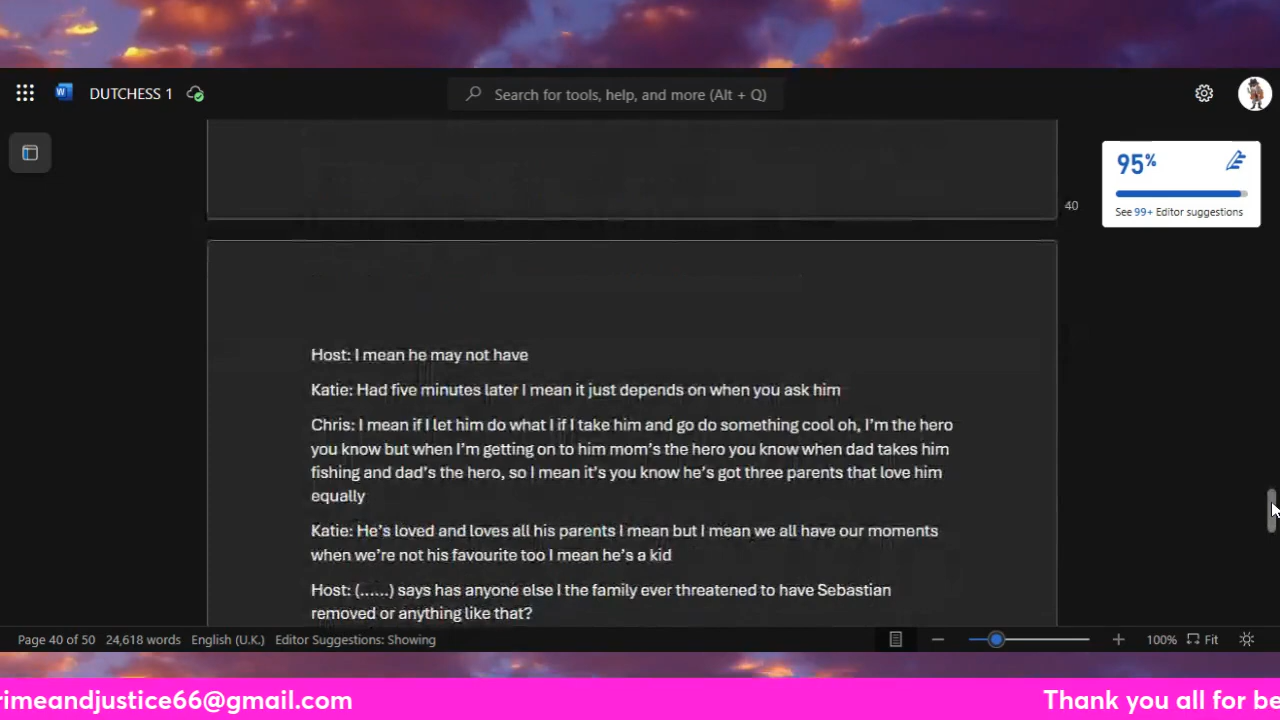 DUTCHESS 1
Search for tools, help, and more (Alt + Q)
95%
See 99+ Editor suggestions
40
Host: I mean he may not have
Katie: Had five minutes later I mean it just depends on when you ask him
Chris: I mean if I let him do what I if I take him and go do something cool oh, I'm the hero
you know but when I'm getting on to him mom's the hero you know when dad takes him
fishing and dad's the hero, so I mean it's you know he's got three parents that love him
equally
Katie: He's loved and loves all his parents I mean but I mean we all have our moments
when we're not his favourite too I mean he's a kid
Host: (......) says has anyone else I the family ever threatened to have Sebastian
removed or anything like that?
Page 40 of 50 24,618 words English (U.K.) Editor Suggestions: Showing 100% Fit
rimeandjustice66@gmail.com Thank you all for be